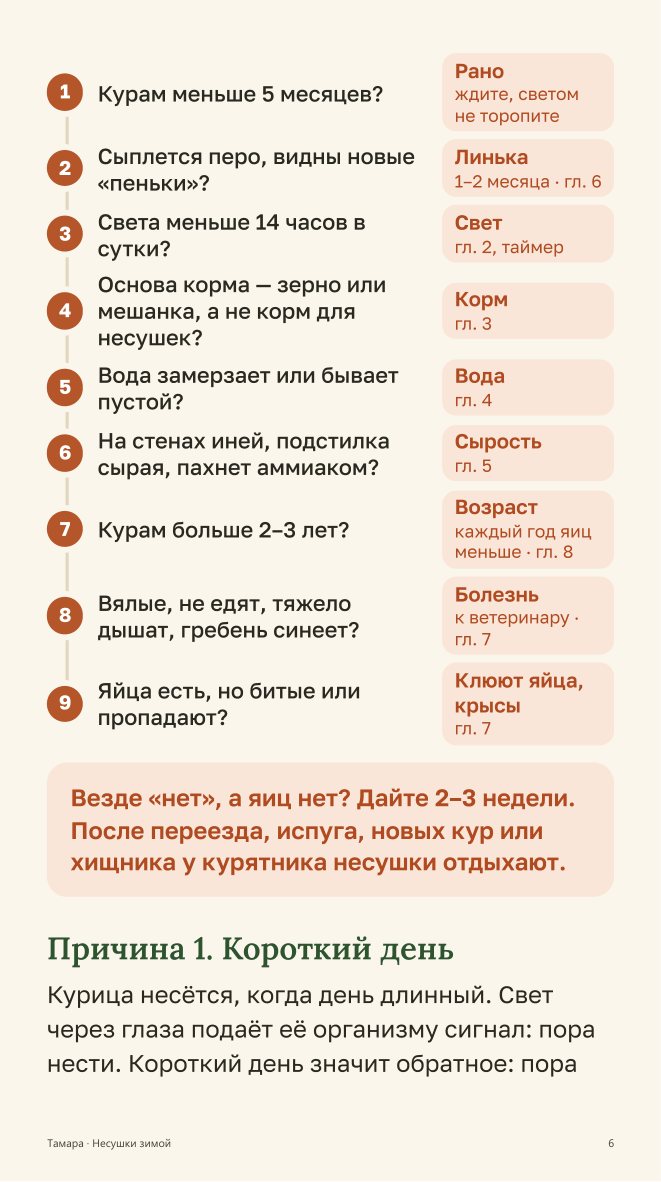 1
Курам меньше 5 месяцев?
Рано
ждите, светом
не торопите
2
Сыплется перо, видны новые
«пеньки»?
Линька
1–2 месяца · гл. 6
3
Света меньше 14 часов в
сутки?
Свет
гл. 2, таймер
4
Основа корма — зерно или
мешанка, а не корм для
несушек?
Корм
гл. 3
5
Вода замерзает или бывает
пустой?
Вода
гл. 4
6
На стенах иней, подстилка
сырая, пахнет аммиаком?
Сырость
гл. 5
7
Курам больше 2–3 лет?
Возраст
каждый год яиц
меньше · гл. 8
8
Вялые, не едят, тяжело
дышат, гребень синеет?
Болезнь
к ветеринару ·
гл. 7
9
Яйца есть, но битые или
пропадают?
Клюют яйца,
крысы
гл. 7
Везде «нет», а яиц нет? Дайте 2–3 недели.
После переезда, испуга, новых кур или
хищника у курятника несушки отдыхают.
Причина 1. Короткий день
Курица несётся, когда день длинный. Свет
через глаза подаёт её организму сигнал: пора
нести. Короткий день значит обратное: пора
Тамара · Несушки зимой
6